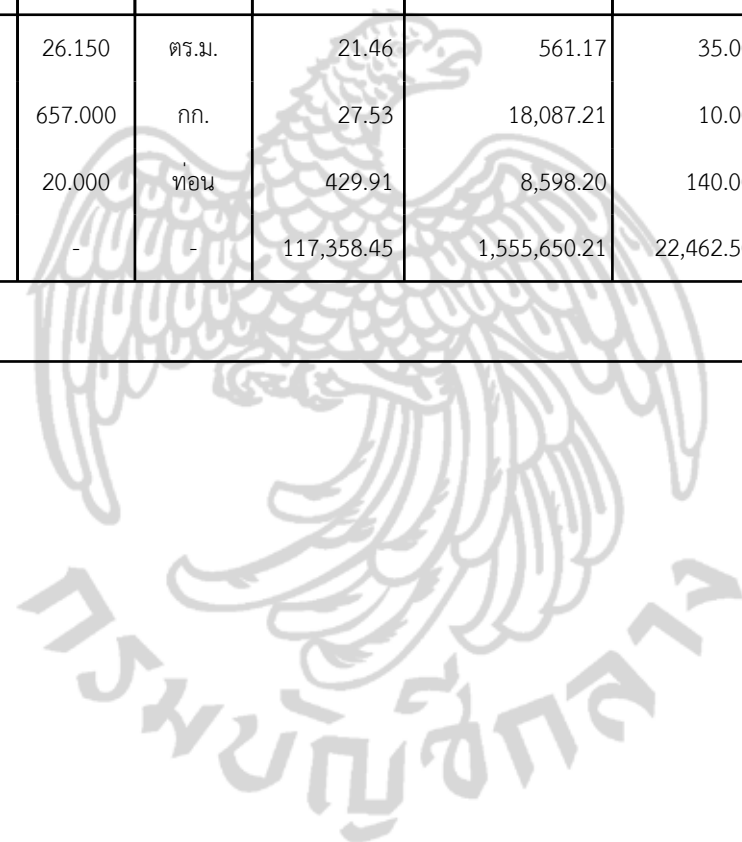 26.150 ตร.ม. 21.46 561.17 35.0
657.000 กก. 27.53 18,087.21 10.0
20.000 ท่อน 429.91 8,598.20 140.0
- - 117,358.45 1,555,650.21 22,462.5
กรมบัญชีกลาง